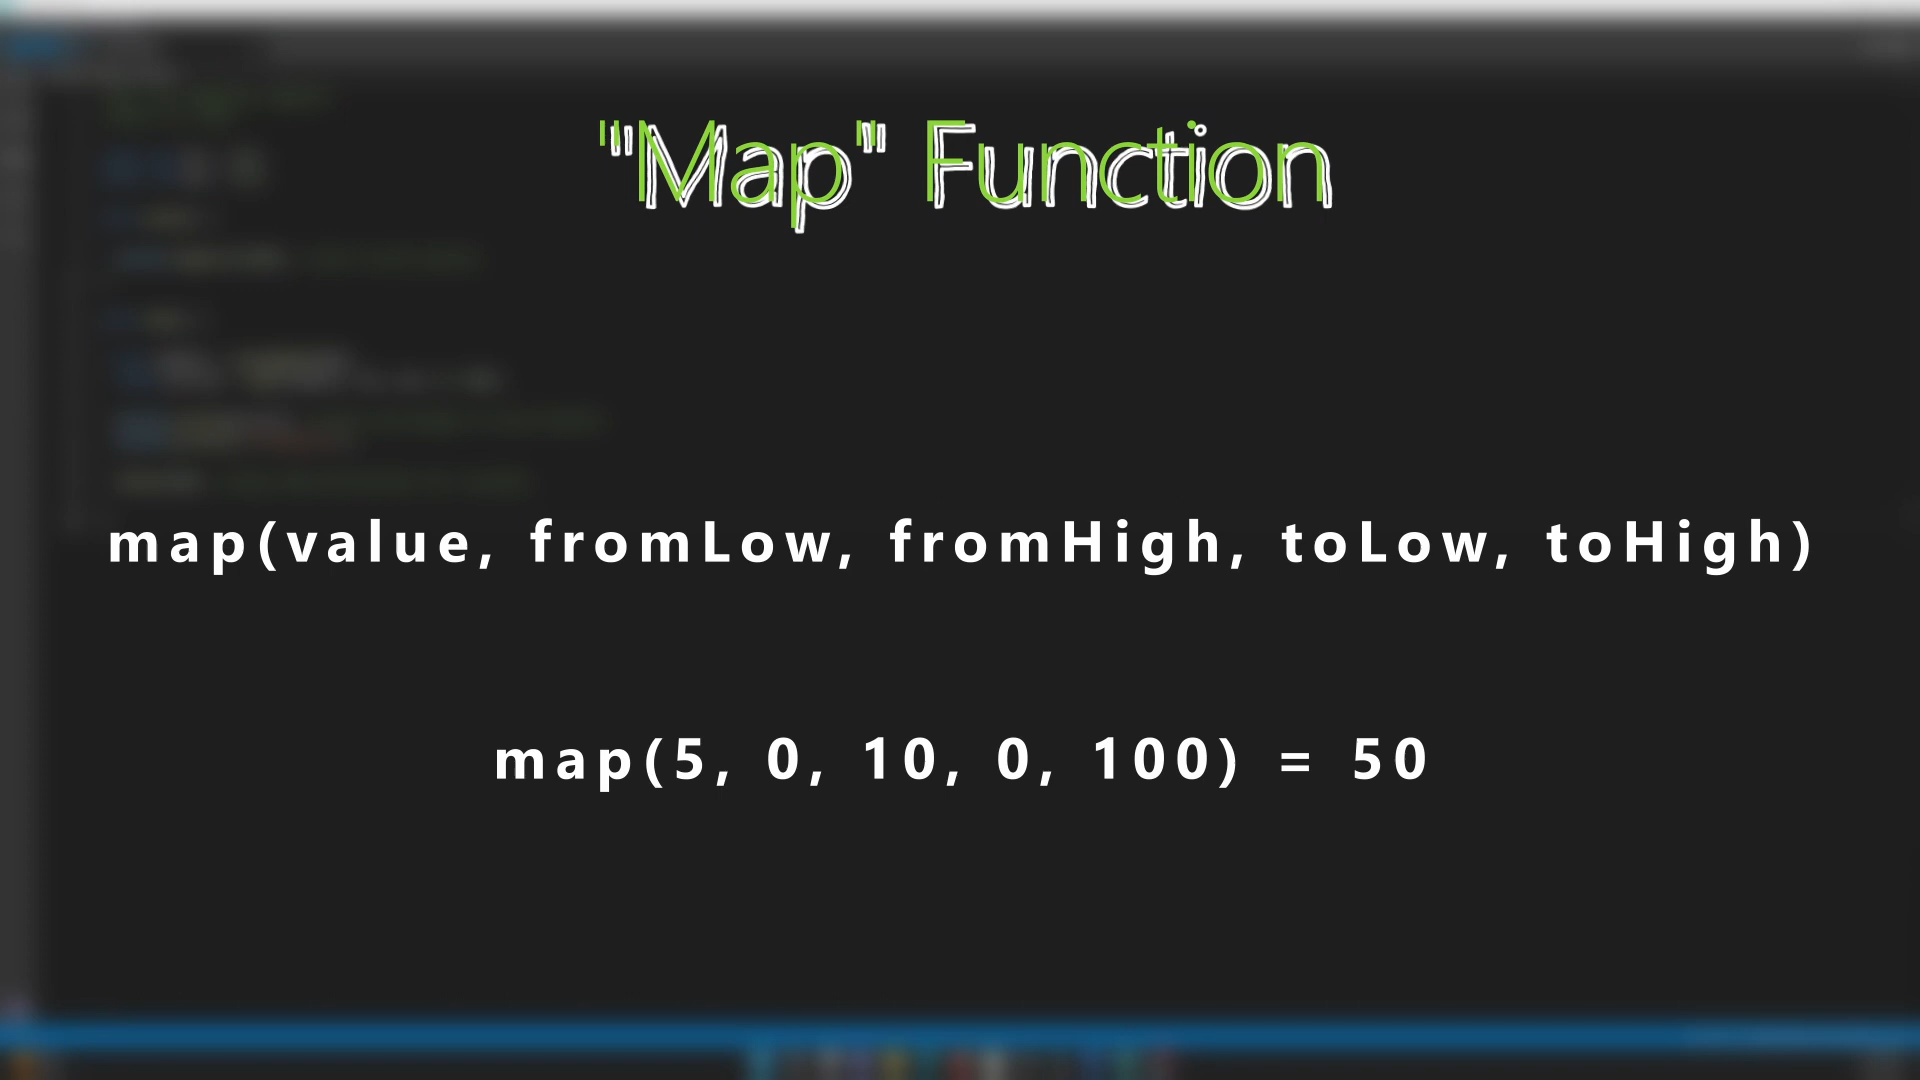 "Map" Function
map(value, fromLow, fromHigh, toLow, toHigh)
map(5, 0, 10, 0, 100) = 50